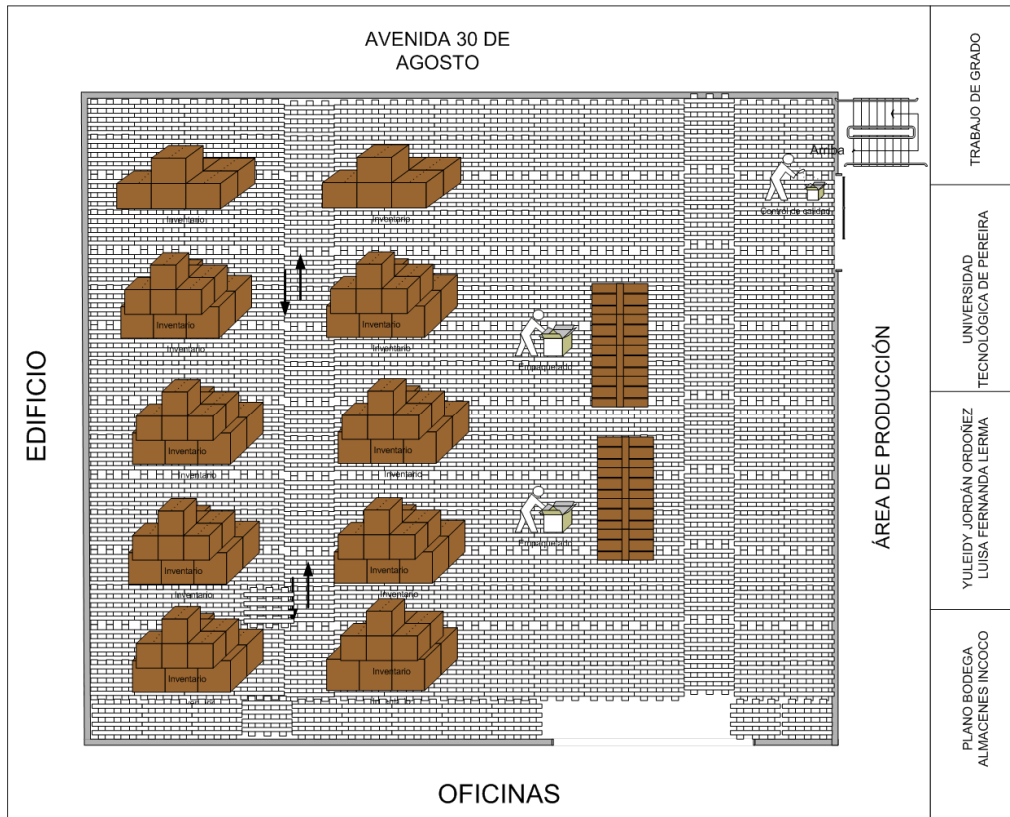 AVENIDA 30 DE
AGOSTO
Arriba
Control de calidad
Inventario
Inventario
Inventario
Inventario
Inventario
Inventario
Empaquetado
Inventario
Inventario
Inventario
Inventario
Empaquetado
Inventario
Inventario
Inventario
Inventario
Inventario
Inventario
EDIFICIO
ÁREA DE PRODUCCIÓN
OFICINAS
TRABAJO DE GRADO
UNIVERSIDAD
TECNOLÓGICA DE PEREIRA
YULEIDY JORDÁN ORDOÑEZ
LUISA FERNANDA LERMA
PLANO BODEGA
ALMACENES INCOCO